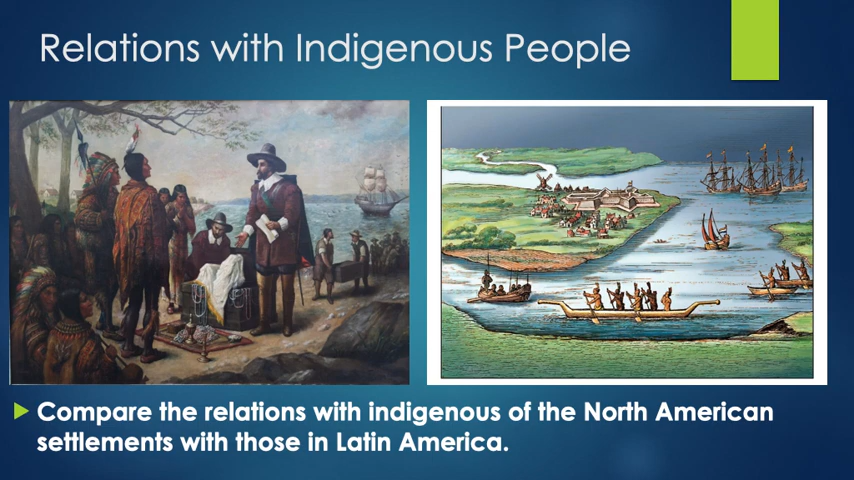 Relations with Indigenous People
Compare the relations with indigenous of the North American
settlements with those in Latin America.